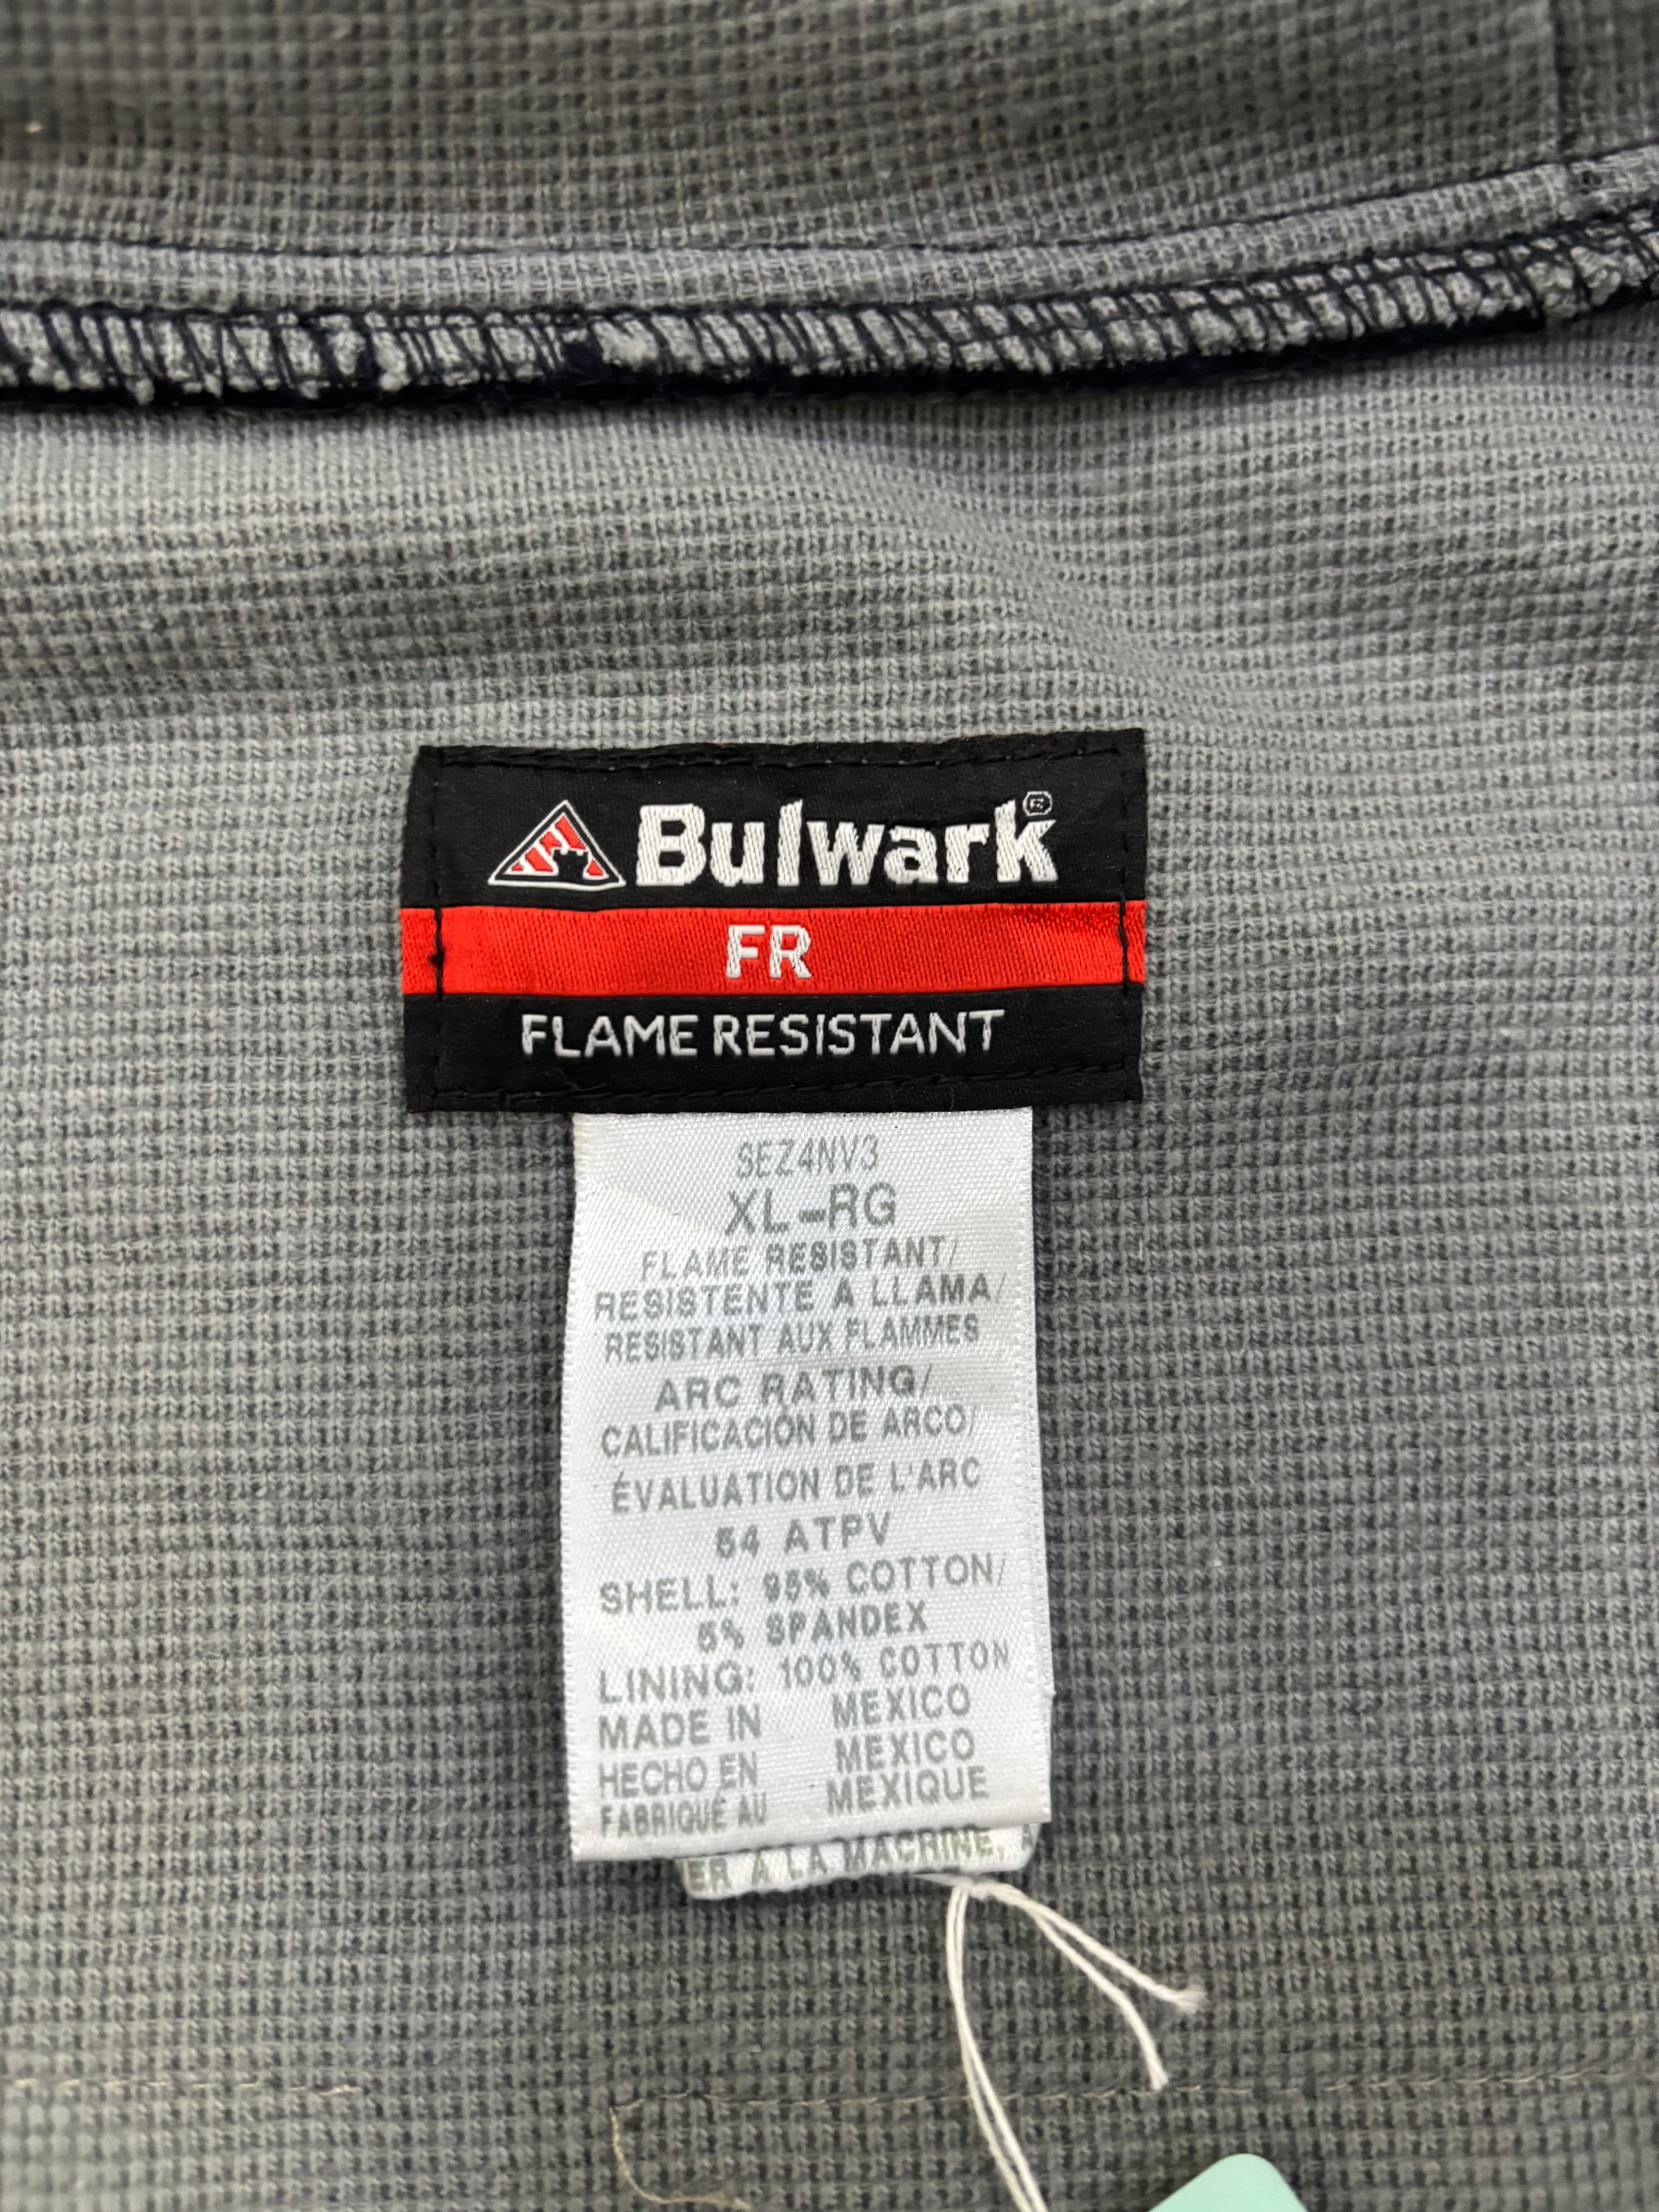 Bulwark®
FR
FLAME RESISTANT
SEZ4NV3
XL-RG
FLAME RESISTANT/
RESISTENTE A LLAMA/
RESISTANT AUX FLAMMES
ARC RATING/
CALIFICACIÓN DE ARCO/
ÉVALUATION DE L'ARC
54 ATPV
SHELL: 95% COTTON/
5% SPANDEX
LINING: 100% COTTON
MADE IN MEXICO
HECHO EN MEXICO
FABRIQUÉ AU MEXIQUE
ER A LA MACHINE,